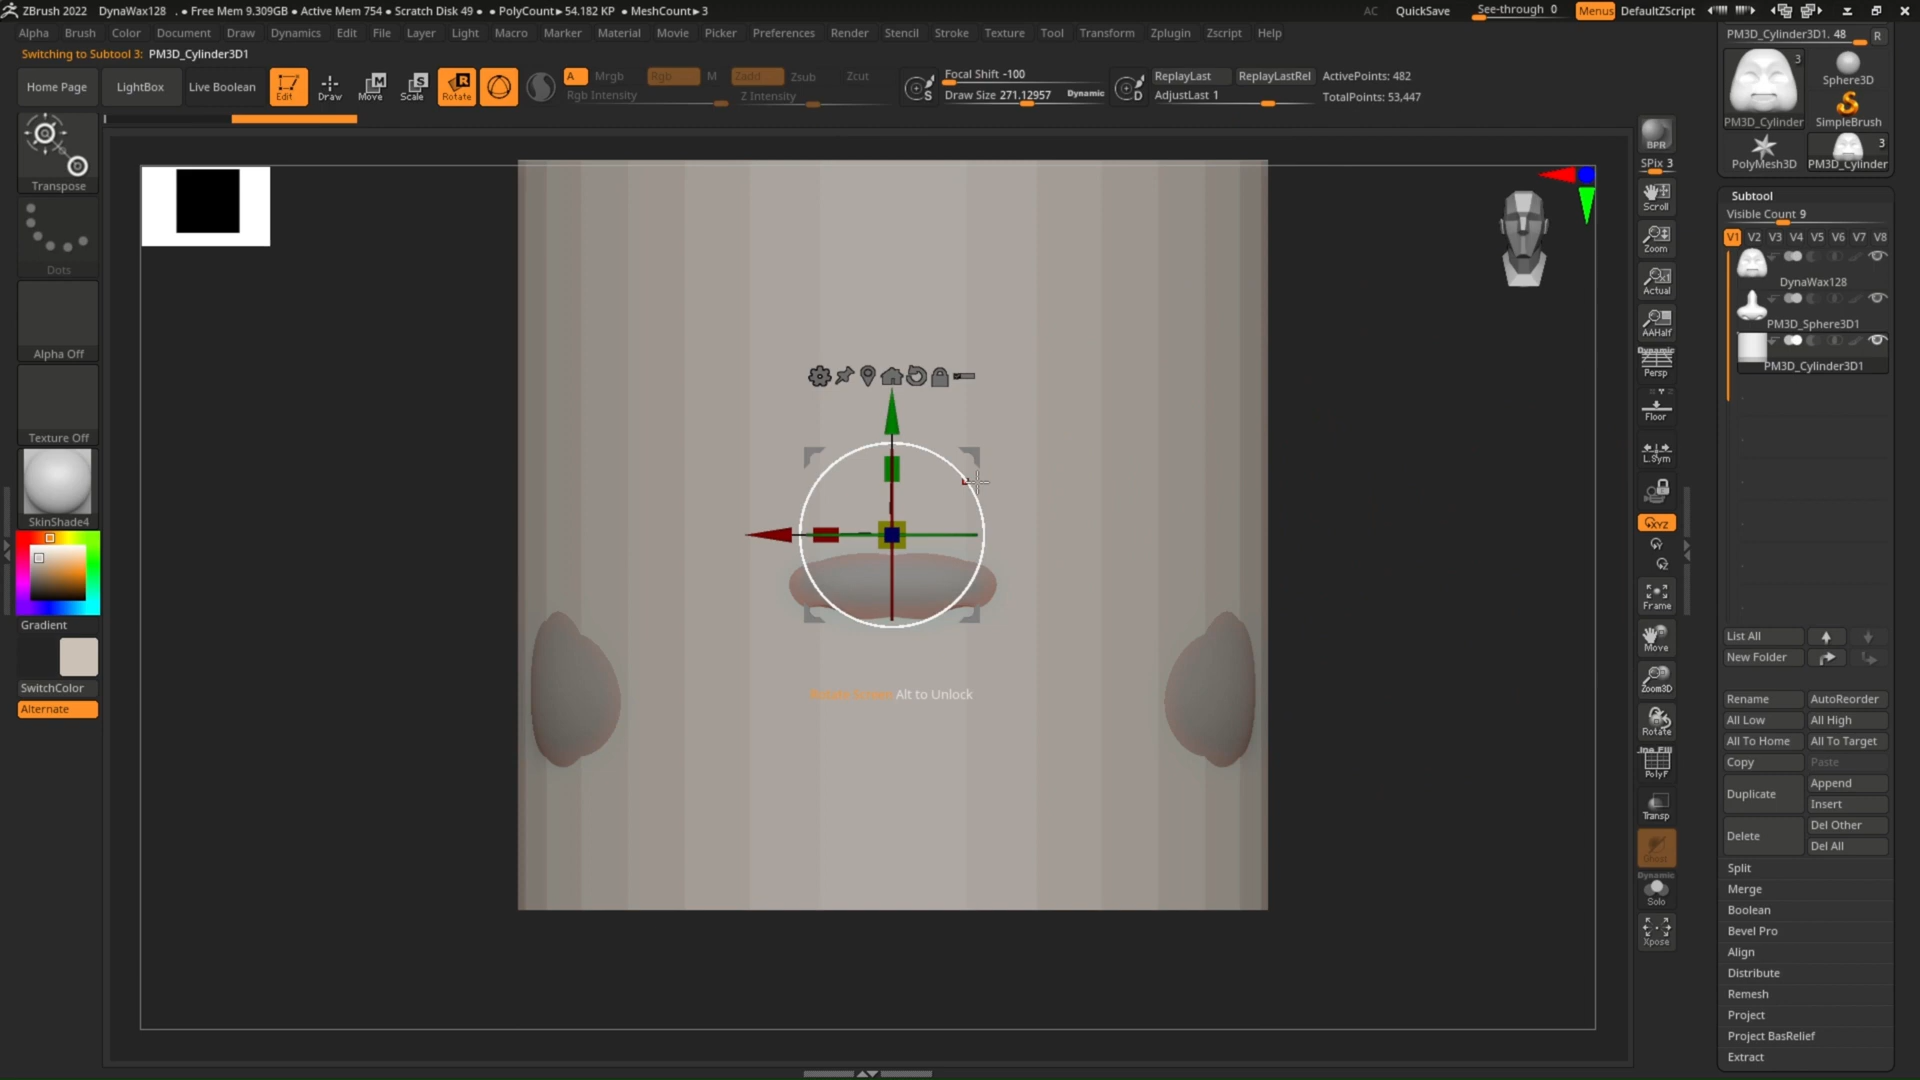 ZBrush 2022 DynaWax128 . • Free Mem 9.309GB • Active Mem 754 • Scratch Disk 49 • • PolyCount▸54.182 KP • MeshCount▸3
AC QuickSave See-through 0 Menus DefaultZScript
Alpha Brush Color Document Draw Dynamics Edit File Layer Light Macro Marker Material Movie Picker Preferences Render Stencil Stroke Texture Tool Transform Zplugin Zscript Help
Switching to Subtool 3: PM3D_Cylinder3D1
Home Page
LightBox
Live Boolean
Edit
Draw
Move
Scale
Rotate
A Mrgb Rgb M Zadd Zsub Zcut
Rgb Intensity Z Intensity
Focal Shift -100
Draw Size 271.12957 Dynamic
S
D
ReplayLast ReplayLastRel ActivePoints: 482
AdjustLast 1 TotalPoints: 53,447
Transpose
Dots
Alpha Off
Texture Off
SkinShade4
Gradient
SwitchColor
Alternate
Alt to Unlock
BPR
SPix 3
Scroll
Zoom
Actual
AAHalf
Dynamic
Persp
Floor
L.Sym
XYZ
Y
Z
Frame
Move
Zoom3D
Rotate
Line Fill
PolyF
Transp
Ghost
Dynamic
Solo
Xpose
PM3D_Cylinder3D1. 48 R
3
PM3D_Cylinder
Sphere3D
SimpleBrush
PolyMesh3D
3
PM3D_Cylinder
Subtool
Visible Count 9
V1 V2 V3 V4 V5 V6 V7 V8
DynaWax128
PM3D_Sphere3D1
PM3D_Cylinder3D1
List All
New Folder
Rename AutoReorder
All Low All High
All To Home All To Target
Copy Paste
Duplicate Append
Insert
Delete Del Other
Del All
Split
Merge
Boolean
Bevel Pro
Align
Distribute
Remesh
Project
Project BasRelief
Extract